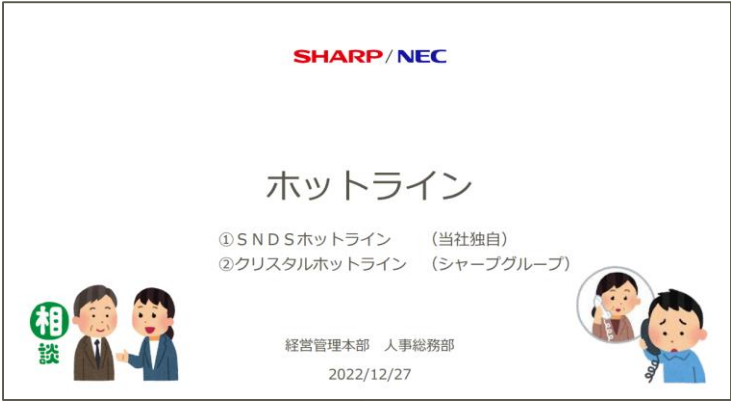 SHARP/NEC
ホットライン
①ＳＮＤＳホットライン　　（当社独自）
②クリスタルホットライン　（シャープグループ）
相
談
経営管理本部　人事総務部
2022/12/27